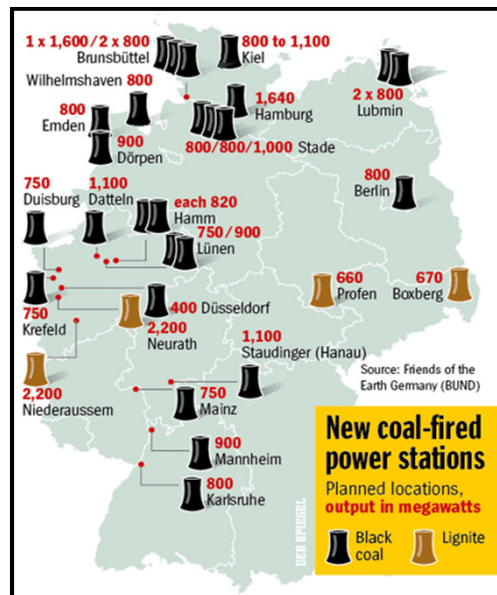 1 x 1,600/2 x 800
Brunsbüttel
800 to 1,100
Kiel
Wilhelmshaven 800
800
Emden
1,640
Hamburg
2 x 800
Lubmin
900
Dörpen
800/800/1,000 Stade
800
Berlin
750
Duisburg
1,100
Datteln
each 820
Hamm
750/900
Lünen
750
Krefeld
400 Düsseldorf
2,200
Neurath
660
Profen
670
Boxberg
2,200
Niederaussem
1,100
Staudinger (Hanau)
750
Mainz
900
Mannheim
800
Karlsruhe
Source: Friends of the
Earth Germany (BUND)
New coal-fired
power stations
Planned locations,
output in megawatts
Black
coal
Lignite
DER SPIEGEL